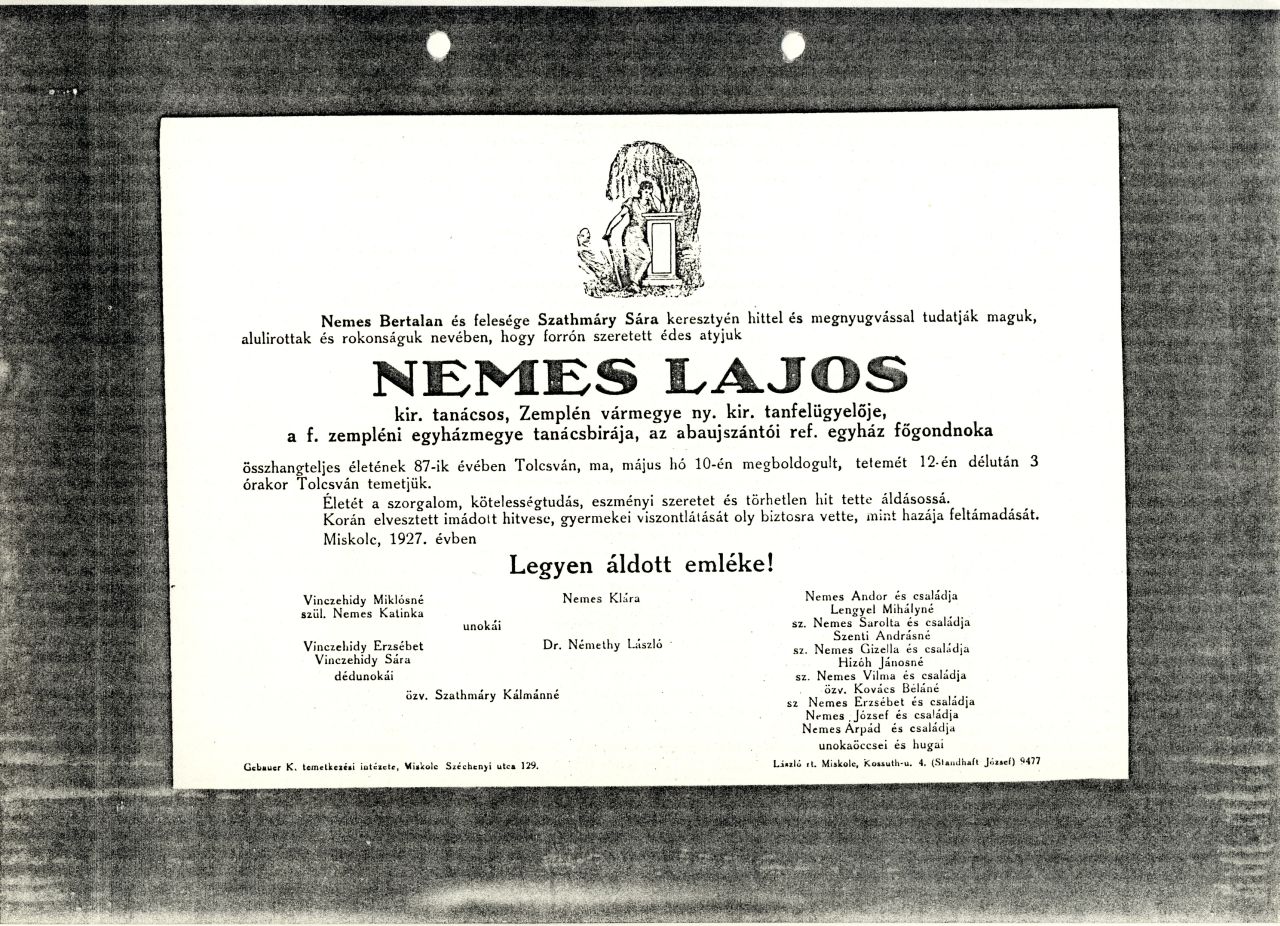 Nemes Bertalan és felesége Szathmáry Sára keresztyén hittel és megnyugvással tudatják maguk,
alulirottak és rokonságuk nevében, hogy forrón szeretett édes atyjuk
NEMES LAJOS
kir. tanácsos, Zemplén vármegye ny. kir. tanfelügyelője,
a f. zempléni egyházmegye tanácsbirája, az abaujszántói ref. egyház főgondnoka
összhangteljes életének 87-ik évében Tolcsván, ma, május hó 10-én megboldogult, tetemét 12-én délután 3
órakor Tolcsván temetjük.
Életét a szorgalom, kötelességtudás, eszményi szeretet és törhetlen hit tette áldásossá.
Korán elvesztett imádott hitvese, gyermekei viszontlátását oly biztosra vette, mint hazája feltámadását.
Miskolc, 1927. évben
Legyen áldott emléke!
Vinczehidy Miklósné
szül. Nemes Katinka
Nemes Klára
unokái
Vinczehidy Erzsébet
Vinczehidy Sára
dédunokái
Dr. Némethy László
özv. Szathmáry Kálmánné
Nemes Andor és családja
Lengyel Mihályné
sz. Nemes Sarolta és családja
Szenti Andrásné
sz. Nemes Gizella és családja
Hizóh Jánosné
sz. Nemes Vilma és családja
özv. Kovács Béláné
sz Nemes Erzsébet és családja
Nemes József és családja
Nemes Árpád és családja
unokaöccsei és hugai
Gebauer K. temetkezési intézete, Miskolc Széchenyi utca 129.
László rt. Miskolc, Kossuth-u. 4. (Standhaft József) 9477